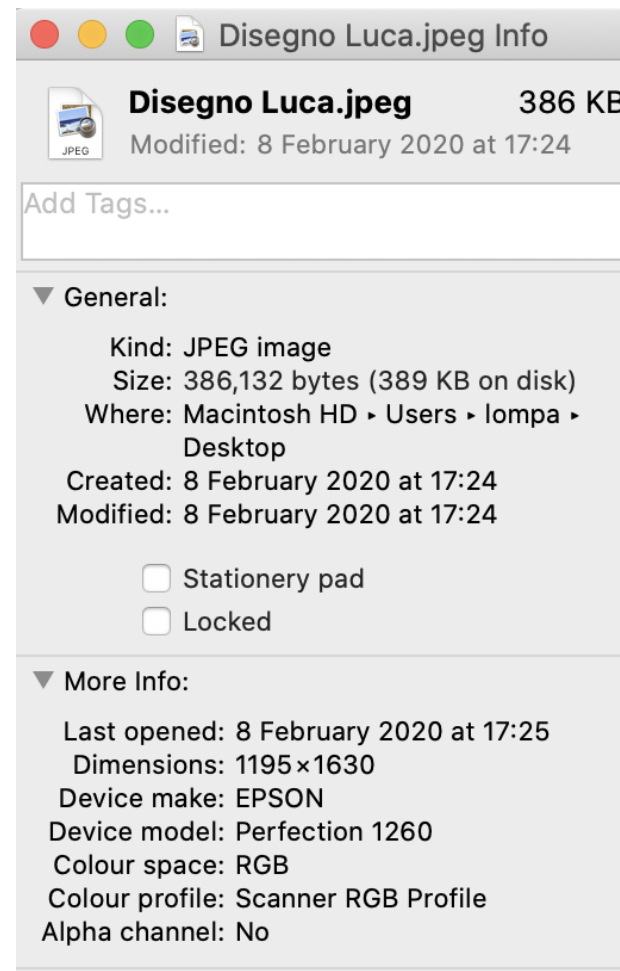 Disegno Luca.jpeg Info
Disegno Luca.jpeg 386 KB
JPEG
Modified: 8 February 2020 at 17:24
Add Tags...
General:
Kind: JPEG image
Size: 386,132 bytes (389 KB on disk)
Where: Macintosh HD ▸ Users ▸ lompa ▸
Desktop
Created: 8 February 2020 at 17:24
Modified: 8 February 2020 at 17:24
Stationery pad
Locked
More Info:
Last opened: 8 February 2020 at 17:25
Dimensions: 1195×1630
Device make: EPSON
Device model: Perfection 1260
Colour space: RGB
Colour profile: Scanner RGB Profile
Alpha channel: No